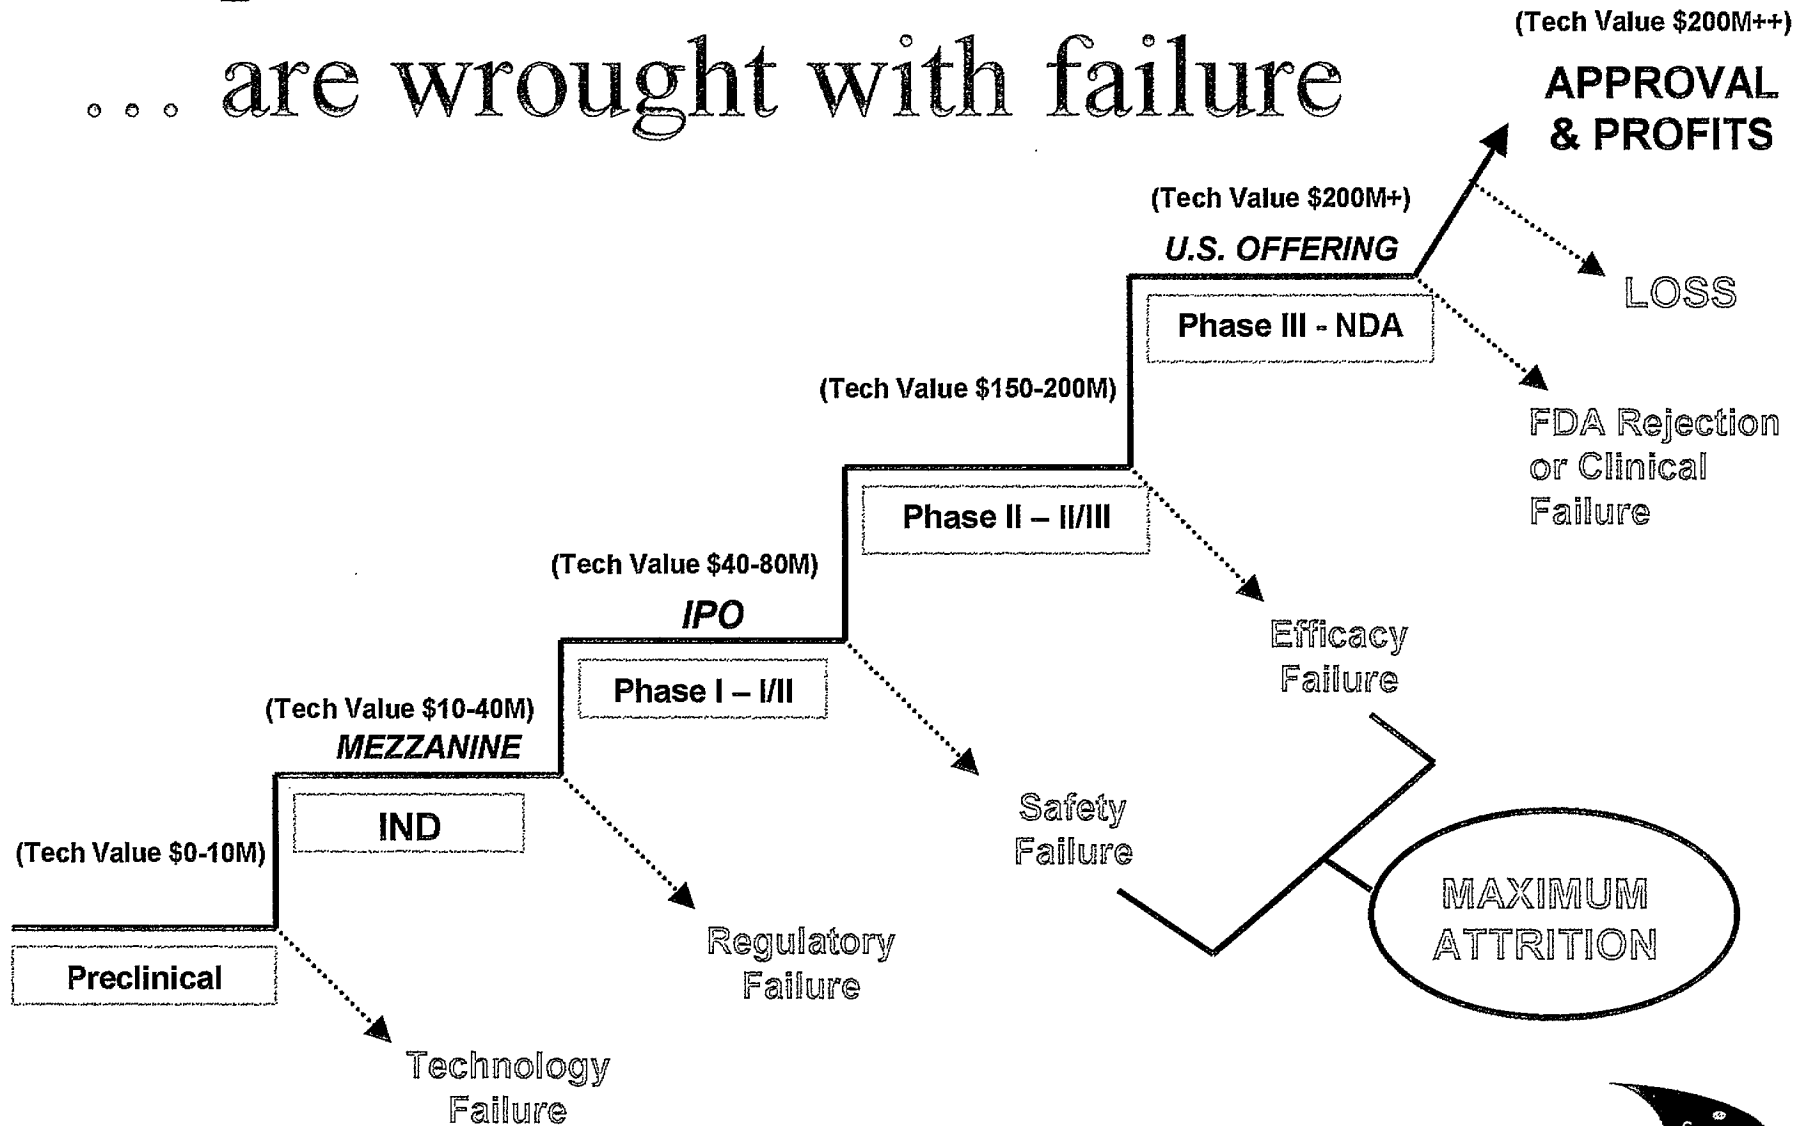 ... are wrought with failure
(Tech Value $200M++)
APPROVAL
& PROFITS
(Tech Value $200M+)
U.S. OFFERING
LOSS
Phase III - NDA
(Tech Value $150-200M)
FDA Rejection
or Clinical
Failure
Phase II – II/III
(Tech Value $40-80M)
IPO
Efficacy
Failure
Phase I – I/II
(Tech Value $10-40M)
MEZZANINE
Safety
Failure
IND
(Tech Value $0-10M)
MAXIMUM
ATTRITION
Regulatory
Failure
Preclinical
Technology
Failure